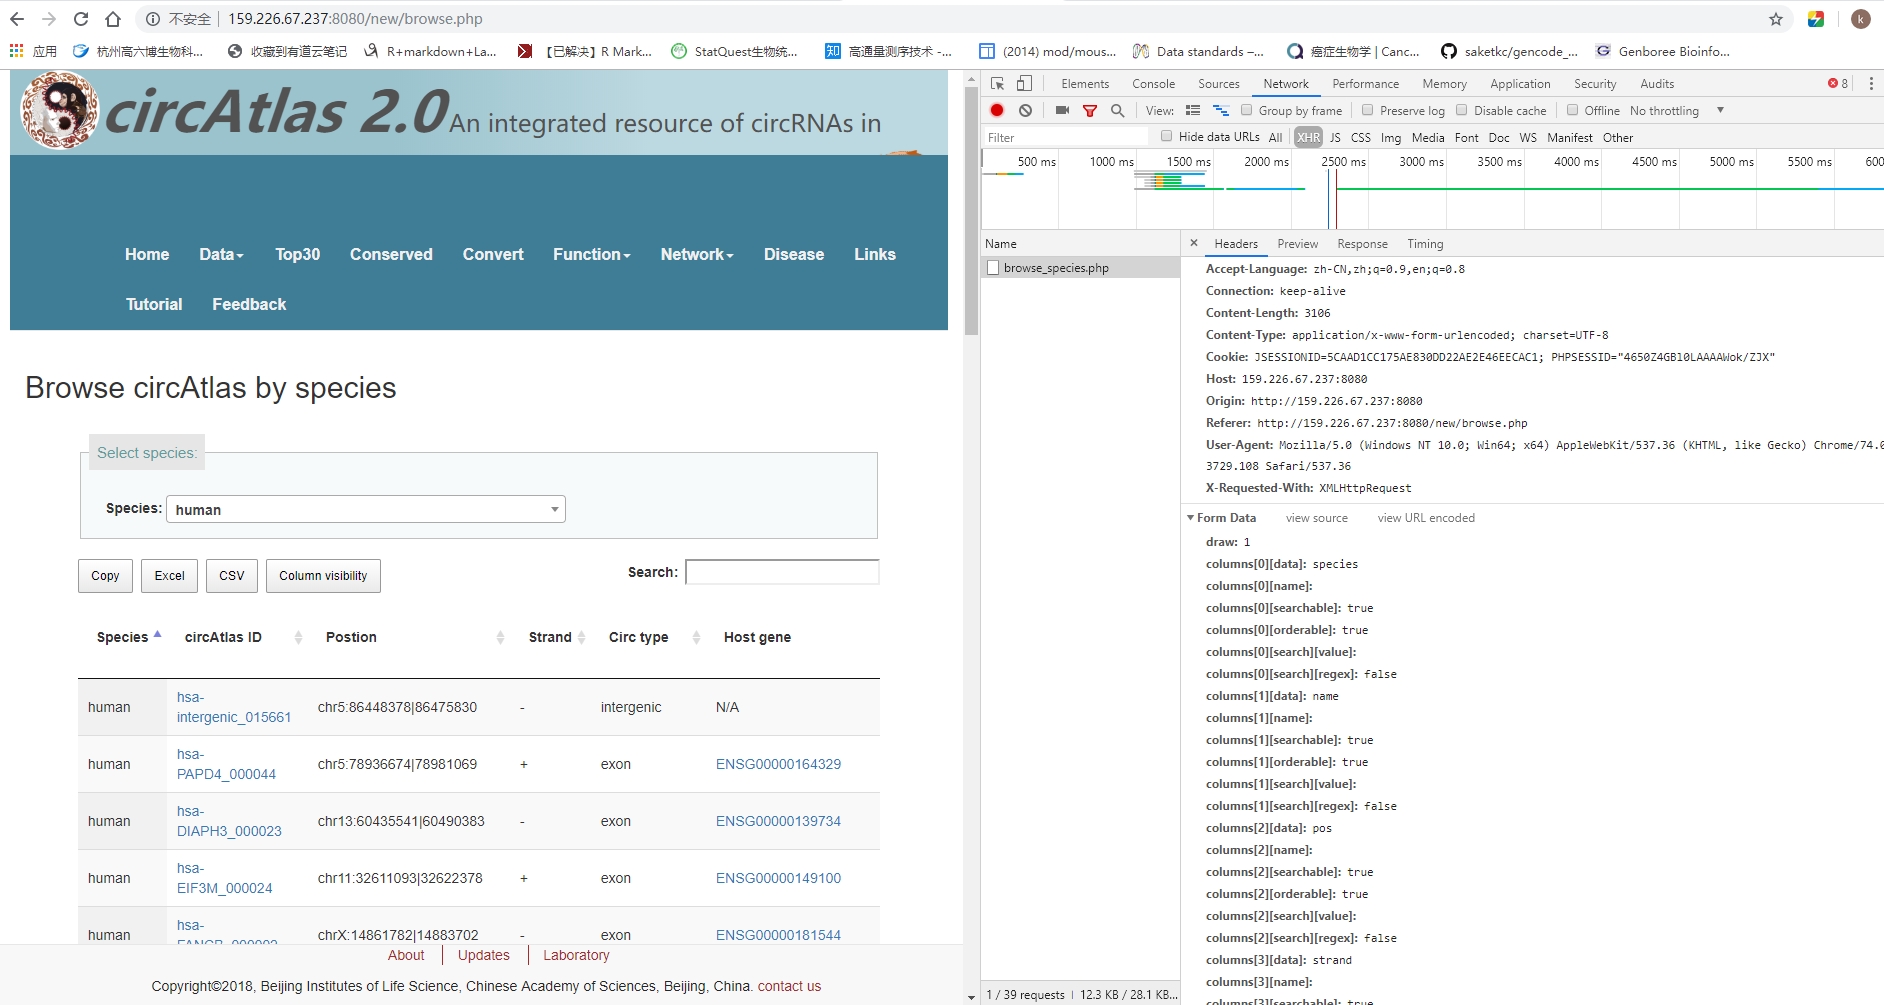 不安全 | 159.226.67.237:8080/new/browse.php k
应用 杭州高六博生物科... 收藏到有道云笔记 R+markdown+La... 【已解决】R Mark... StatQuest生物统... 知 高通量测序技术 -... (2014) mod/mous... Data standards –... 癌症生物学 | Canc... saketkc/gencode_... G Genboree Bioinfo...
circAtlas 2.0 An integrated resource of circRNAs in
Home Data Top30 Conserved Convert Function Network Disease Links
Tutorial Feedback
Browse circAtlas by species
Select species:
Species: human
Copy Excel CSV Column visibility Search:
Species circAtlas ID Postion Strand Circ type Host gene
human hsa-intergenic_015661 chr5:86448378|86475830 - intergenic N/A
human hsa-PAPD4_000044 chr5:78936674|78981069 + exon ENSG00000164329
human hsa-DIAPH3_000023 chr13:60435541|60490383 - exon ENSG00000139734
human hsa-EIF3M_000024 chr11:32611093|32622378 + exon ENSG00000149100
human hsa- chrX:14861782|14883702 - exon ENSG00000181544
About Updates Laboratory
Copyright©2018, Beijing Institutes of Life Science, Chinese Academy of Sciences, Beijing, China. contact us
Elements Console Sources Network Performance Memory Application Security Audits 8
View: Group by frame Preserve log Disable cache Offline No throttling
Filter Hide data URLs All XHR JS CSS Img Media Font Doc WS Manifest Other
500 ms 1000 ms 1500 ms 2000 ms 2500 ms 3000 ms 3500 ms 4000 ms 4500 ms 5000 ms 5500 ms 600
Name
browse_species.php
1 / 39 requests | 12.3 KB / 28.1 KB...
× Headers Preview Response Timing
Accept-Language: zh-CN,zh;q=0.9,en;q=0.8
Connection: keep-alive
Content-Length: 3106
Content-Type: application/x-www-form-urlencoded; charset=UTF-8
Cookie: JSESSIONID=5CAAD1CC175AE830DD22AE2E46EECAC1; PHPSESSID="4650Z4GBl0LAAAAWok/ZJX"
Host: 159.226.67.237:8080
Origin: http://159.226.67.237:8080
Referer: http://159.226.67.237:8080/new/browse.php
User-Agent: Mozilla/5.0 (Windows NT 10.0; Win64; x64) AppleWebKit/537.36 (KHTML, like Gecko) Chrome/74.0
3729.108 Safari/537.36
X-Requested-With: XMLHttpRequest
Form Data view source view URL encoded
draw: 1
columns[0][data]: species
columns[0][name]:
columns[0][searchable]: true
columns[0][orderable]: true
columns[0][search][value]:
columns[0][search][regex]: false
columns[1][data]: name
columns[1][name]:
columns[1][searchable]: true
columns[1][orderable]: true
columns[1][search][value]:
columns[1][search][regex]: false
columns[2][data]: pos
columns[2][name]:
columns[2][searchable]: true
columns[2][orderable]: true
columns[2][search][value]:
columns[2][search][regex]: false
columns[3][data]: strand
columns[3][name]:
columns[3][searchable]: true